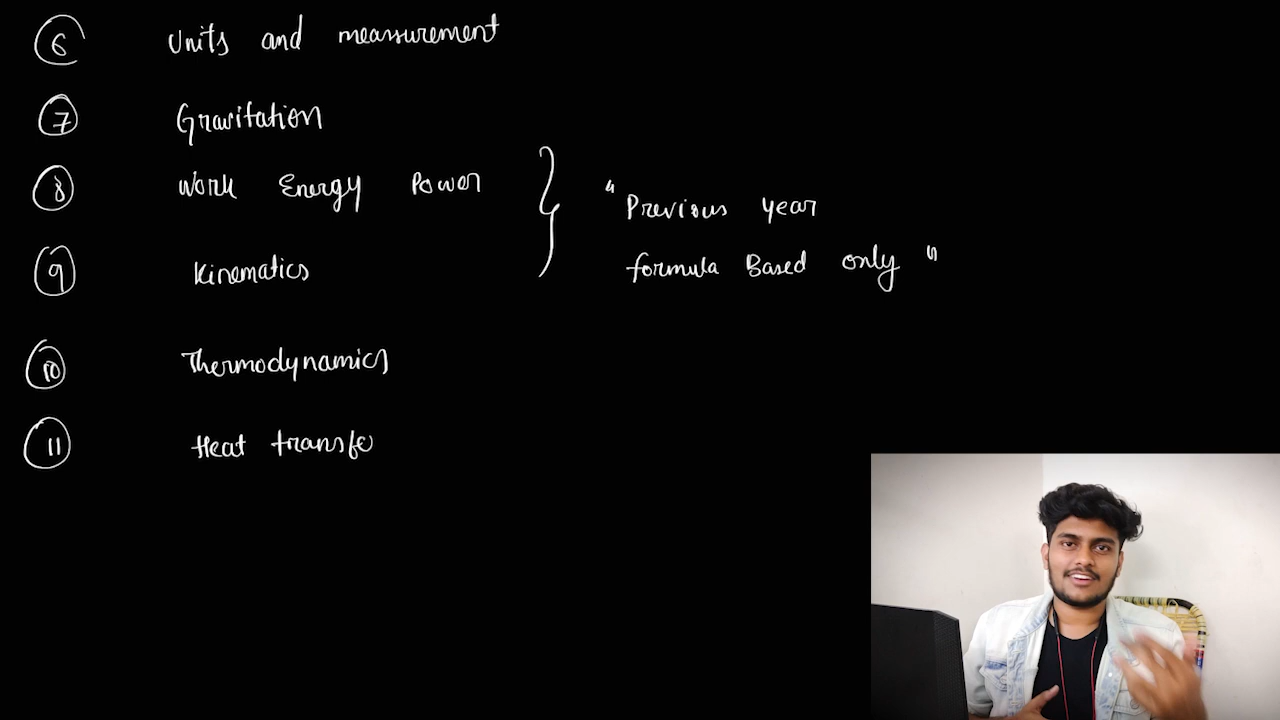 6 Units and measurement
7 Gravitation
8 Work Energy Power
9 Kinematics
" Previous year
formula Based only "
10 Thermodynamics
11 Heat transfe